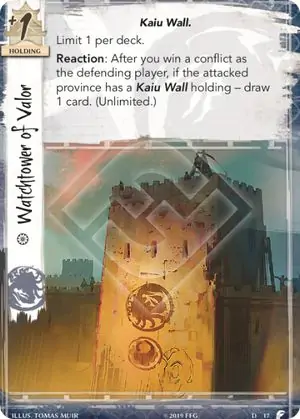 +1
HOLDING
Kaiu Wall.
Limit 1 per deck.
Reaction: After you win a conflict as
the defending player, if the attacked
province has a Kaiu Wall holding – draw
1 card. (Unlimited.)
Watchtower of Valor
ILLUS. TOMAS MUIR
© 2019 FFG
D 17